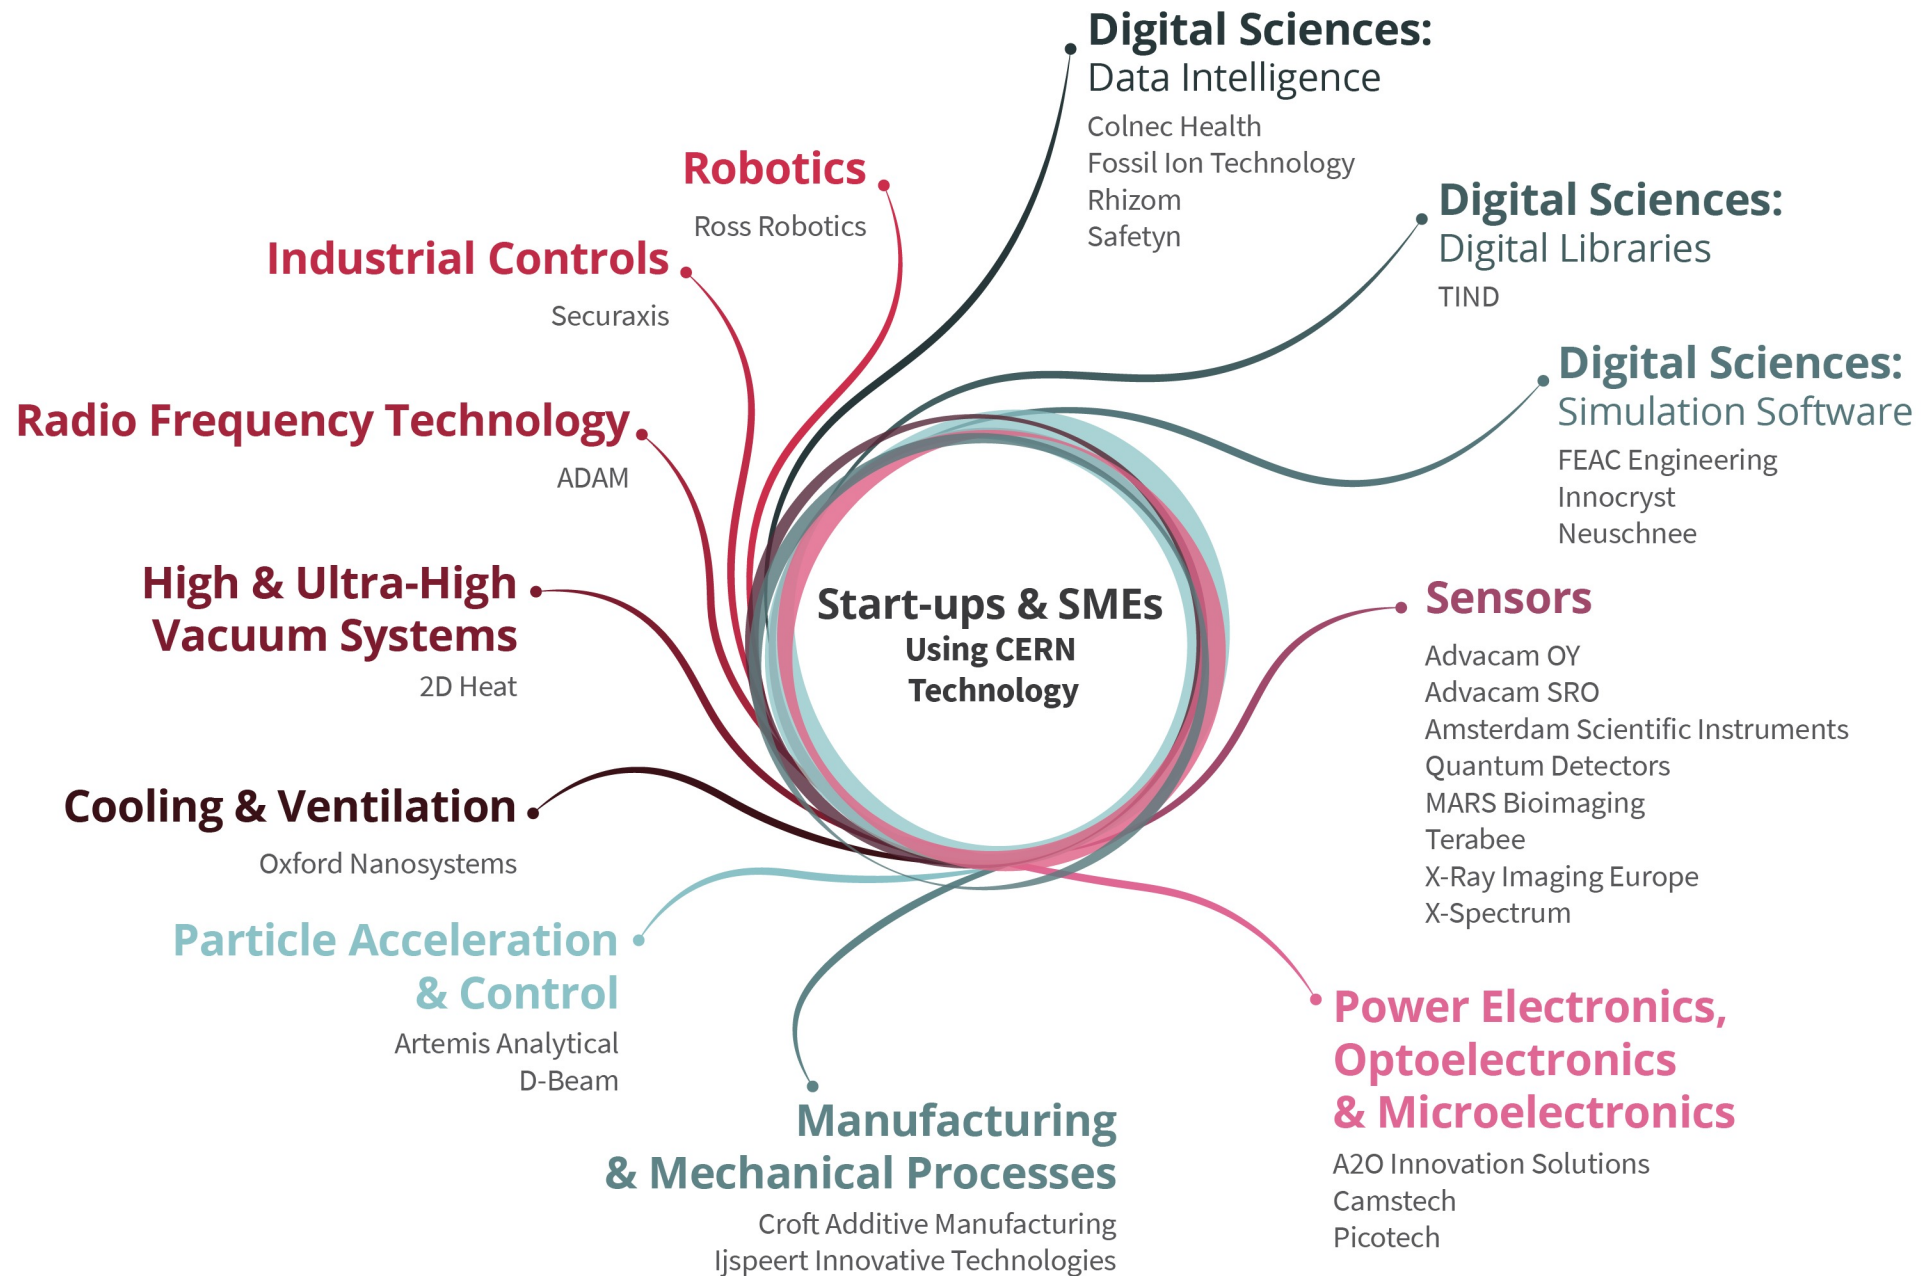 Digital Sciences:
Data Intelligence
Colnec Health
Fossil Ion Technology
Rhizom
Safetyn
Digital Sciences:
Digital Libraries
TIND
Digital Sciences:
Simulation Software
FEAC Engineering
Innocryst
Neuschnee
Sensors
Advacam OY
Advacam SRO
Amsterdam Scientific Instruments
Quantum Detectors
MARS Bioimaging
Terabee
X-Ray Imaging Europe
X-Spectrum
Power Electronics,
Optoelectronics
& Microelectronics
A2O Innovation Solutions
Camstech
Picotech
Manufacturing
& Mechanical Processes
Croft Additive Manufacturing
Ijspeert Innovative Technologies
Particle Acceleration
& Control
Artemis Analytical
D-Beam
Cooling & Ventilation
Oxford Nanosystems
High & Ultra-High
Vacuum Systems
2D Heat
Radio Frequency Technology
ADAM
Industrial Controls
Securaxis
Robotics
Ross Robotics
Start-ups & SMEs
Using CERN
Technology